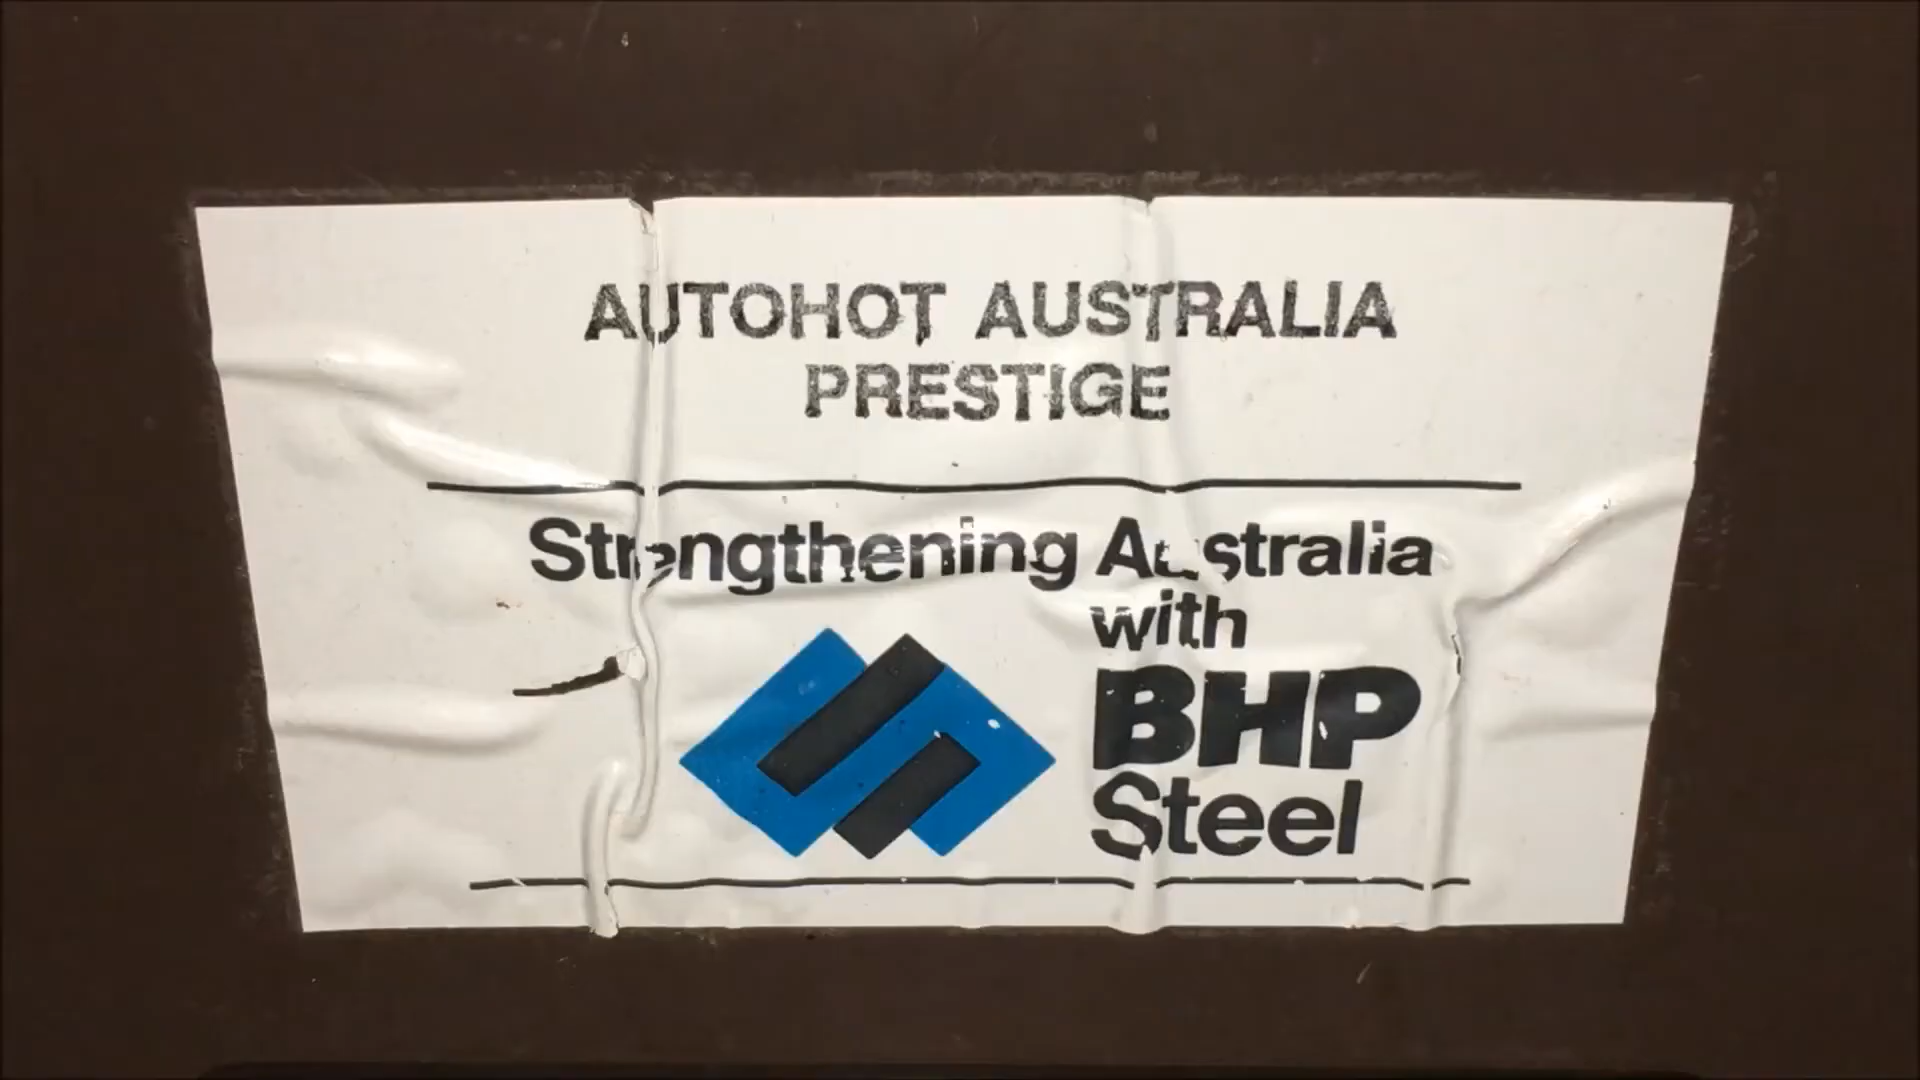 AUTOHOT AUSTRALIA
PRESTIGE
Strengthening Australia
with
BHP
Steel